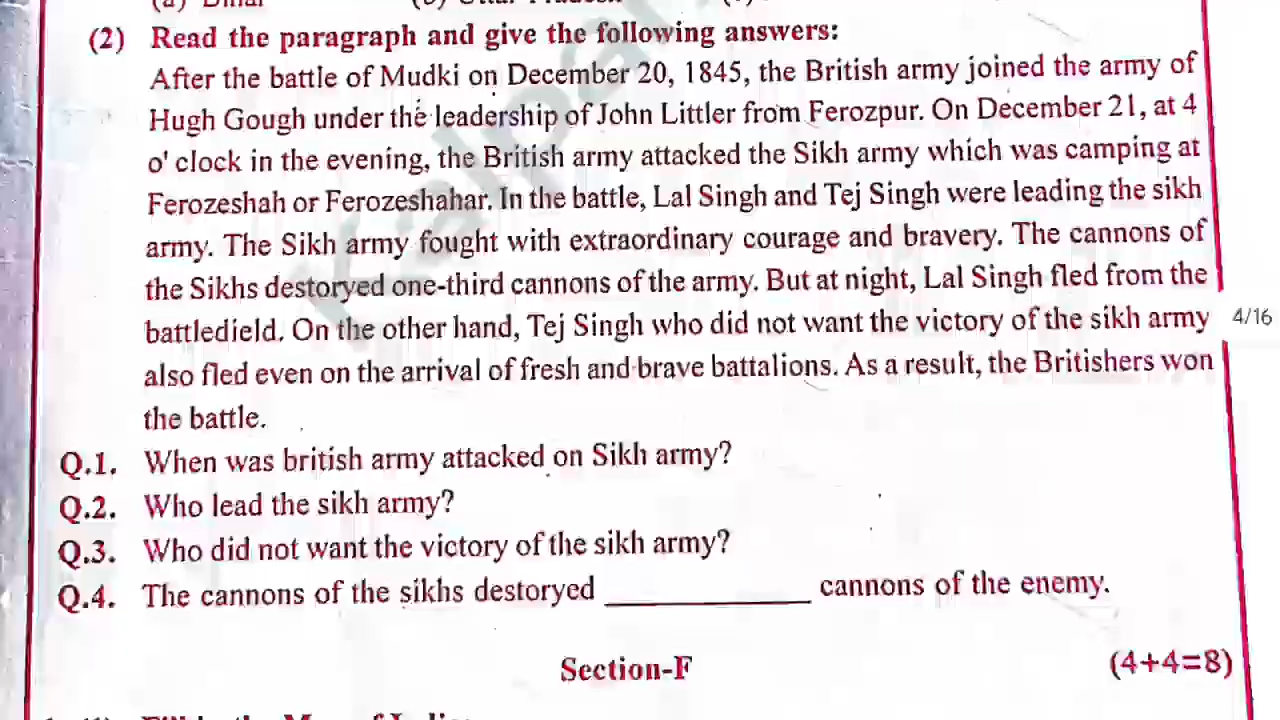 (2) Read the paragraph and give the following answers:
After the battle of Mudki on December 20, 1845, the British army joined the army of
Hugh Gough under the leadership of John Littler from Ferozpur. On December 21, at 4
o' clock in the evening, the British army attacked the Sikh army which was camping at
Ferozeshah or Ferozeshahar. In the battle, Lal Singh and Tej Singh were leading the sikh
army. The Sikh army fought with extraordinary courage and bravery. The cannons of
the Sikhs destoryed one-third cannons of the army. But at night, Lal Singh fled from the
battledield. On the other hand, Tej Singh who did not want the victory of the sikh army
4/16
also fled even on the arrival of fresh and brave battalions. As a result, the Britishers won
the battle.
Q.1. When was british army attacked on Sikh army?
Q.2. Who lead the sikh army?
Q.3. Who did not want the victory of the sikh army?
Q.4. The cannons of the sikhs destoryed ______________ cannons of the enemy.
Section-F (4+4=8)